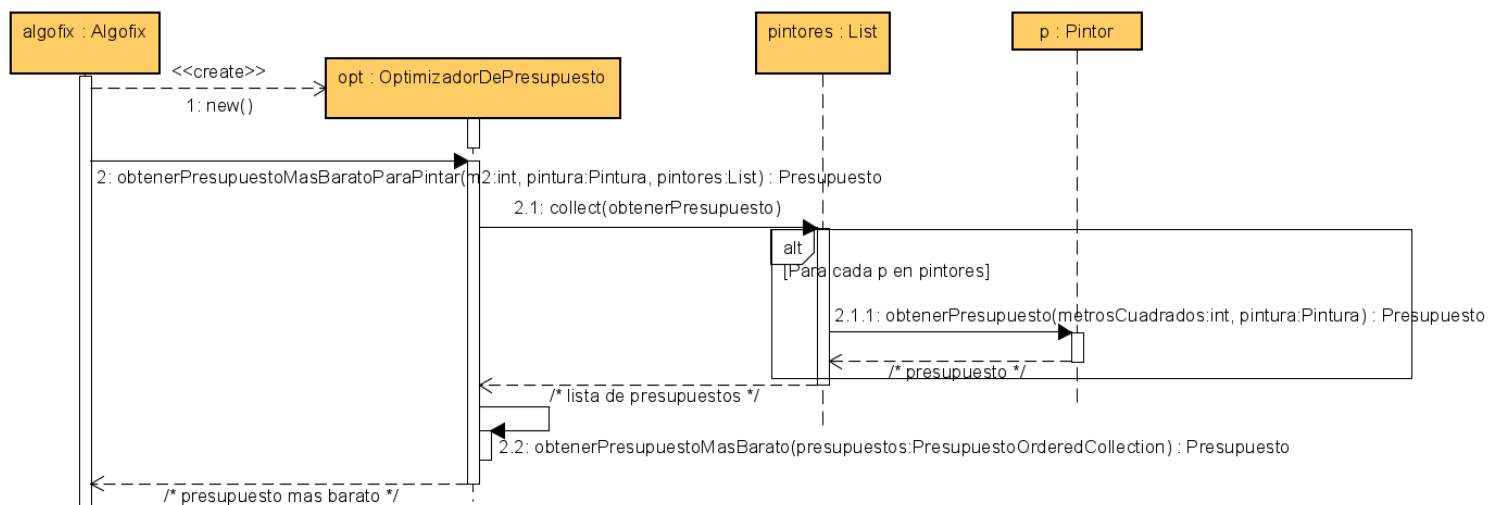 algofix : Algofix
pintores : List
p : Pintor
<<create>>
opt : OptimizadorDePresupuesto
1: new()
2: obtenerPresupuestoMasBaratoParaPintar(m2:int, pintura:Pintura, pintores:List) : Presupuesto
2.1: collect(obtenerPresupuesto)
alt
[Para cada p en pintores]
2.1.1: obtenerPresupuesto(metrosCuadrados:int, pintura:Pintura) : Presupuesto
/* presupuesto */
/* lista de presupuestos */
2.2: obtenerPresupuestoMasBarato(presupuestos:PresupuestoOrderedCollection) : Presupuesto
/* presupuesto mas barato */